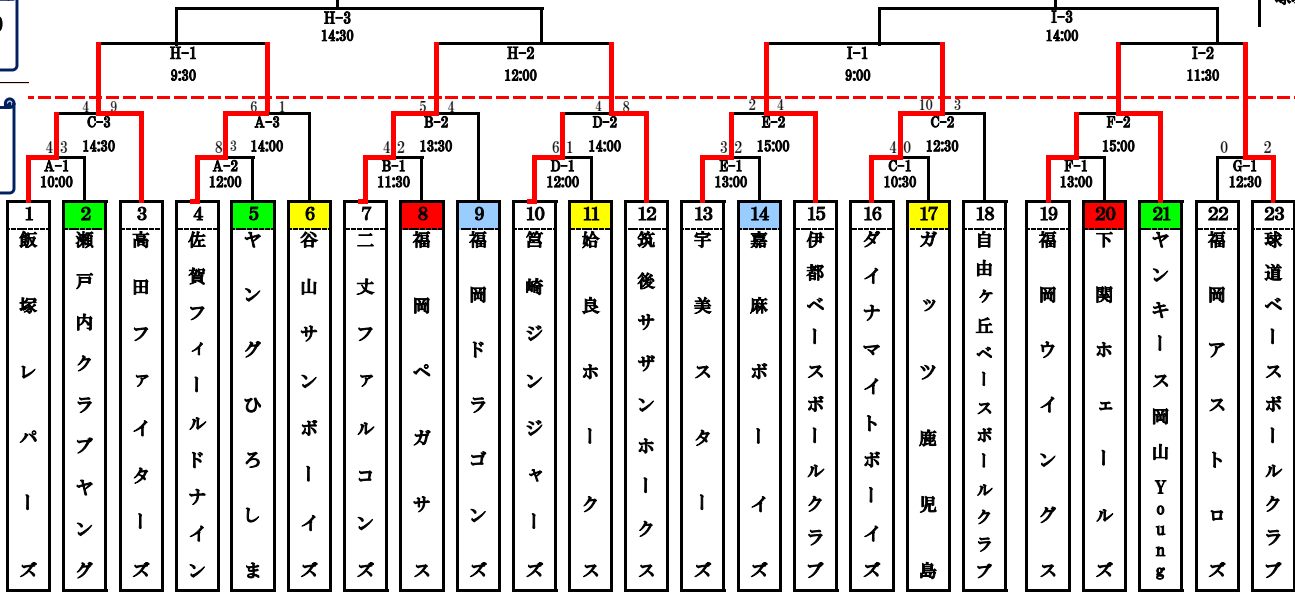 H-3 I-3
14:30 14:00
H-1 H-2 I-1 I-2
9:30 12:00 9:00 11:30
4 9 6 1 5 4 4 8 2 4 10 3
C-3 A-3 B-2 D-2 E-2 C-2 F-2
14:30 14:00 13:30 14:00 15:00 12:30 15:00
4 3 8 3 4 2 6 1 3 2 4 0 0 2
A-1 A-2 B-1 D-1 E-1 C-1 F-1 G-1
10:00 12:00 11:30 12:00 13:00 10:30 13:00 12:30
1 2 3 4 5 6 7 8 9 10 11 12 13 14 15 16 17 18 19 20 21 22 23
飯塚レパーズ
瀬戸内クラブヤング
高田ファイターズ
佐賀フィールドナイン
ヤングひろしま
谷山サンボーイズ
二丈ファルコンズ
福岡ペガサス
福岡ドラゴンズ
筥崎ジンジャーズ
始良ホークス
筑後サザンホークス
宇美スターズ
嘉麻ボーイズ
伊都ベースボールクラブ
ダイナマイトボーイズ
ガッツ鹿児島
自由ヶ丘ベースボールクラブ
福岡ウイングス
下関ホエールズ
ヤンキース岡山Young
福岡アストロズ
球道ベースボールクラブ